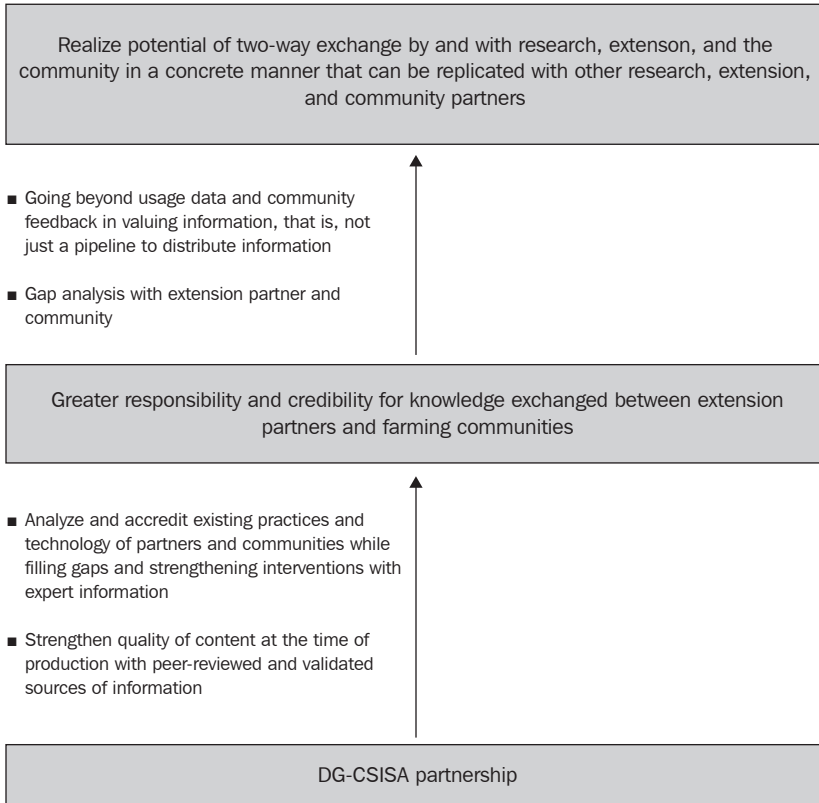 Realize potential of two-way exchange by and with research, extenson, and the
community in a concrete manner that can be replicated with other research, extension,
and community partners
■ Going beyond usage data and community
feedback in valuing information, that is, not
just a pipeline to distribute information
■ Gap analysis with extension partner and
community
Greater responsibility and credibility for knowledge exchanged between extension
partners and farming communities
■ Analyze and accredit existing practices and
technology of partners and communities while
filling gaps and strengthening interventions with
expert information
■ Strengthen quality of content at the time of
production with peer-reviewed and validated
sources of information
DG-CSISA partnership